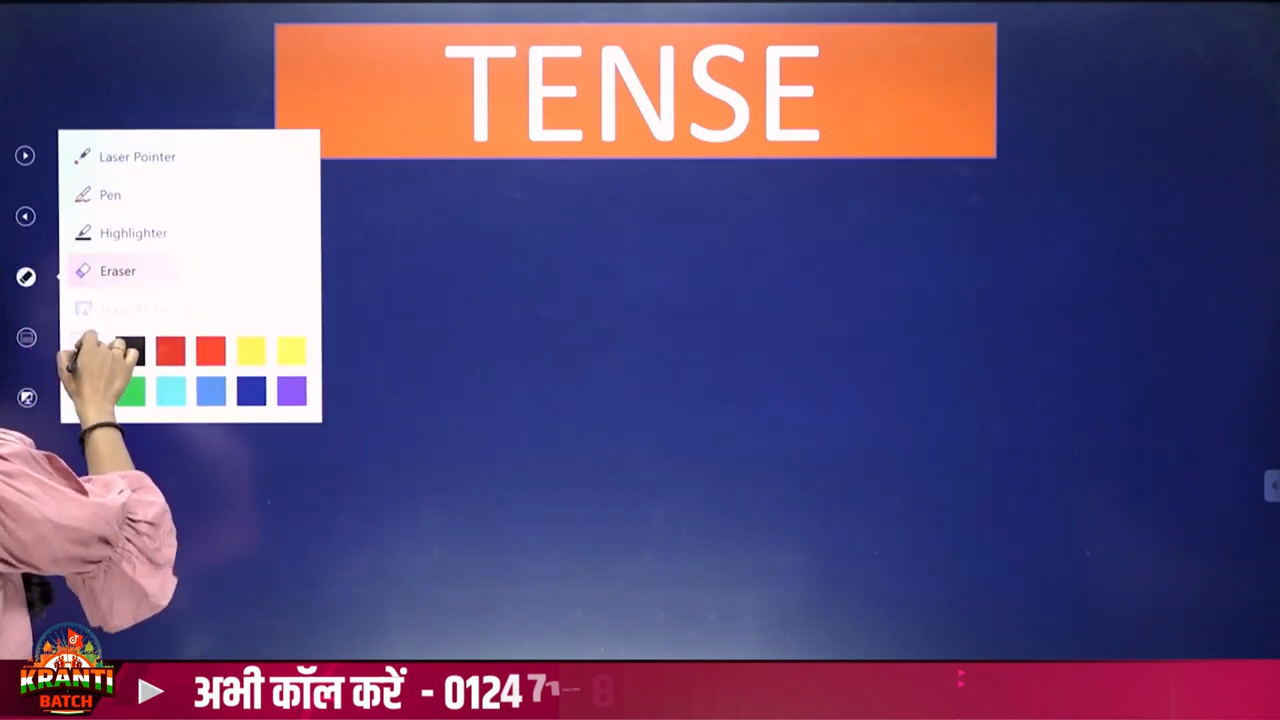 TENSE
Laser Pointer
Pen
Highlighter
Eraser
KRANTI
BATCH
अभी कॉल करें - 0124